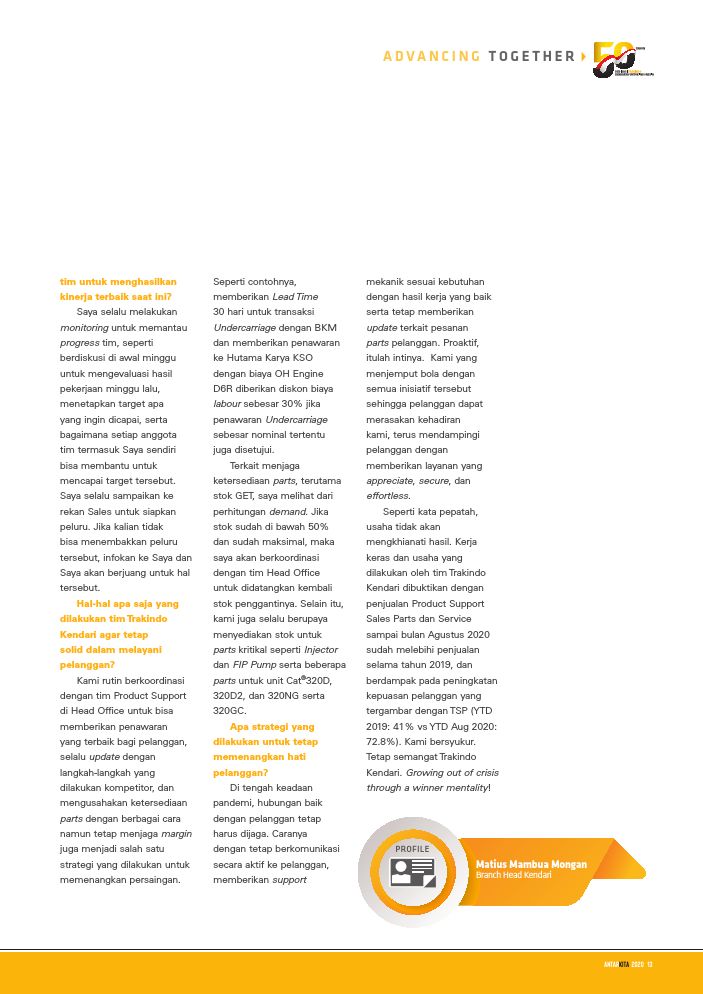 ADVANCING TOGETHER
50
tim untuk menghasilkan
kinerja terbaik saat ini?
Saya selalu melakukan
monitoring untuk memantau
progress tim, seperti
berdiskusi di awal minggu
untuk mengevaluasi hasil
pekerjaan minggu lalu,
menetapkan target apa
yang ingin dicapai, serta
bagaimana setiap anggota
tim termasuk Saya sendiri
bisa membantu untuk
mencapai target tersebut.
Saya selalu sampaikan ke
rekan Sales untuk siapkan
peluru. Jika kalian tidak
bisa menembakkan peluru
tersebut, infokan ke Saya dan
Saya akan berjuang untuk hal
tersebut.
Hal-hal apa saja yang
dilakukan tim Trakindo
Kendari agar tetap
solid dalam melayani
pelanggan?
Kami rutin berkoordinasi
dengan tim Product Support
di Head Office untuk bisa
memberikan penawaran
yang terbaik bagi pelanggan,
selalu update dengan
langkah-langkah yang
dilakukan kompetitor, dan
mengusahakan ketersediaan
parts dengan berbagai cara
namun tetap menjaga margin
juga menjadi salah satu
strategi yang dilakukan untuk
memenangkan persaingan.
Seperti contohnya,
memberikan Lead Time
30 hari untuk transaksi
Undercarriage dengan BKM
dan memberikan penawaran
ke Hutama Karya KSO
dengan biaya OH Engine
D6R diberikan diskon biaya
labour sebesar 30% jika
penawaran Undercarriage
sebesar nominal tertentu
juga disetujui.
Terkait menjaga
ketersediaan parts, terutama
stok GET, saya melihat dari
perhitungan demand. Jika
stok sudah di bawah 50%
dan sudah maksimal, maka
saya akan berkoordinasi
dengan tim Head Office
untuk didatangkan kembali
stok penggantinya. Selain itu,
kami juga selalu berupaya
menyediakan stok untuk
parts kritikal seperti Injector
dan FIP Pump serta beberapa
parts untuk unit Cat®320D,
320D2, dan 320NG serta
320GC.
Apa strategi yang
dilakukan untuk tetap
memenangkan hati
pelanggan?
Di tengah keadaan
pandemi, hubungan baik
dengan pelanggan tetap
harus dijaga. Caranya
dengan tetap berkomunikasi
secara aktif ke pelanggan,
memberikan support
mekanik sesuai kebutuhan
dengan hasil kerja yang baik
serta tetap memberikan
update terkait pesanan
parts pelanggan. Proaktif,
itulah intinya. Kami yang
menjemput bola dengan
semua inisiatif tersebut
sehingga pelanggan dapat
merasakan kehadiran
kami, terus mendampingi
pelanggan dengan
memberikan layanan yang
appreciate, secure, dan
effortless.
Seperti kata pepatah,
usaha tidak akan
mengkhianati hasil. Kerja
keras dan usaha yang
dilakukan oleh tim Trakindo
Kendari dibuktikan dengan
penjualan Product Support
Sales Parts dan Service
sampai bulan Agustus 2020
sudah melebihi penjualan
selama tahun 2019, dan
berdampak pada peningkatan
kepuasan pelanggan yang
tergambar dengan TSP (YTD
2019: 41% vs YTD Aug 2020:
72.8%). Kami bersyukur.
Tetap semangat Trakindo
Kendari. Growing out of crisis
through a winner mentality!
PROFILE
Matius Mambua Mongan
Branch Head Kendari
ANTARKITA 2020 13